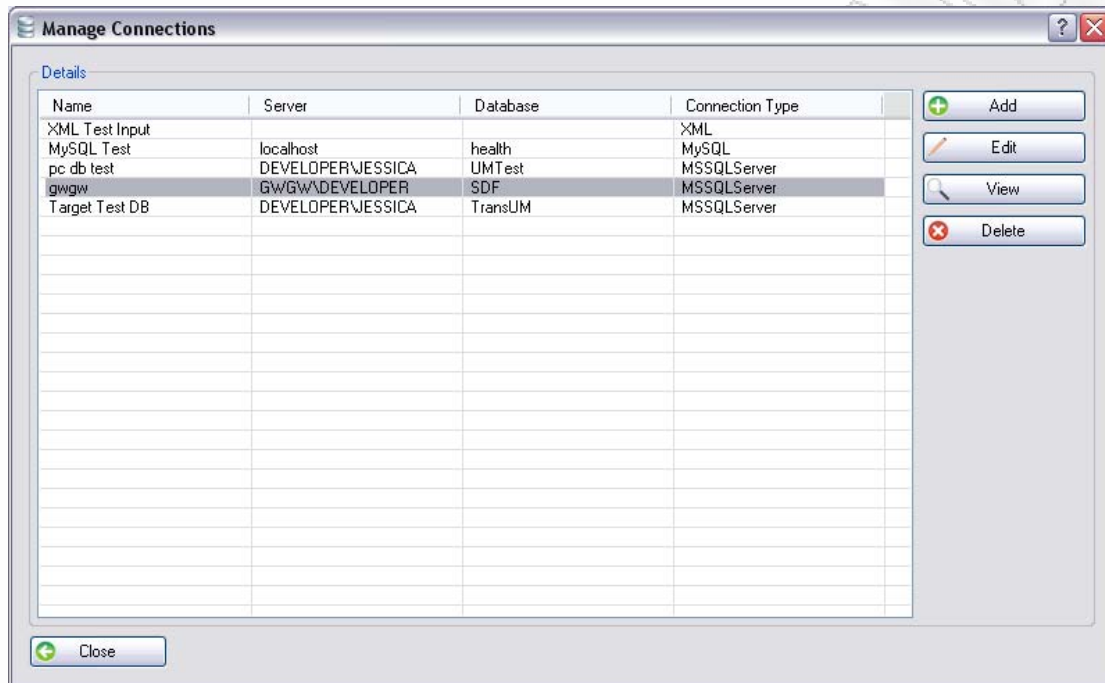 Manage Connections
?
Details
Name Server Database Connection Type
XML Test Input XML
MySQL Test localhost health MySQL
pc db test DEVELOPER\JESSICA UMTest MSSQLServer
gwgw GWGW\DEVELOPER SDF MSSQLServer
Target Test DB DEVELOPER\JESSICA TransUM MSSQLServer
Add
Edit
View
Delete
Close